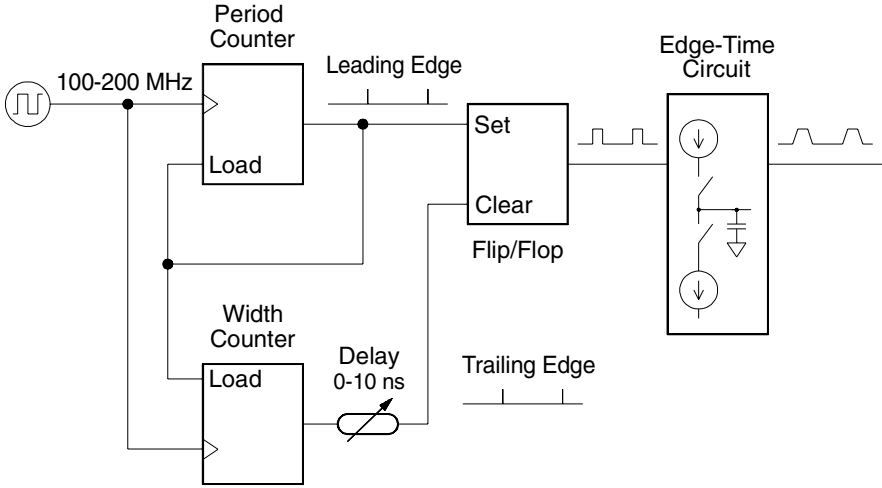 Period
Counter
100-200 MHz
Load
Leading Edge
Set
Clear
Flip/Flop
Edge-Time
Circuit
Width
Counter
Load
Delay
0-10 ns
Trailing Edge